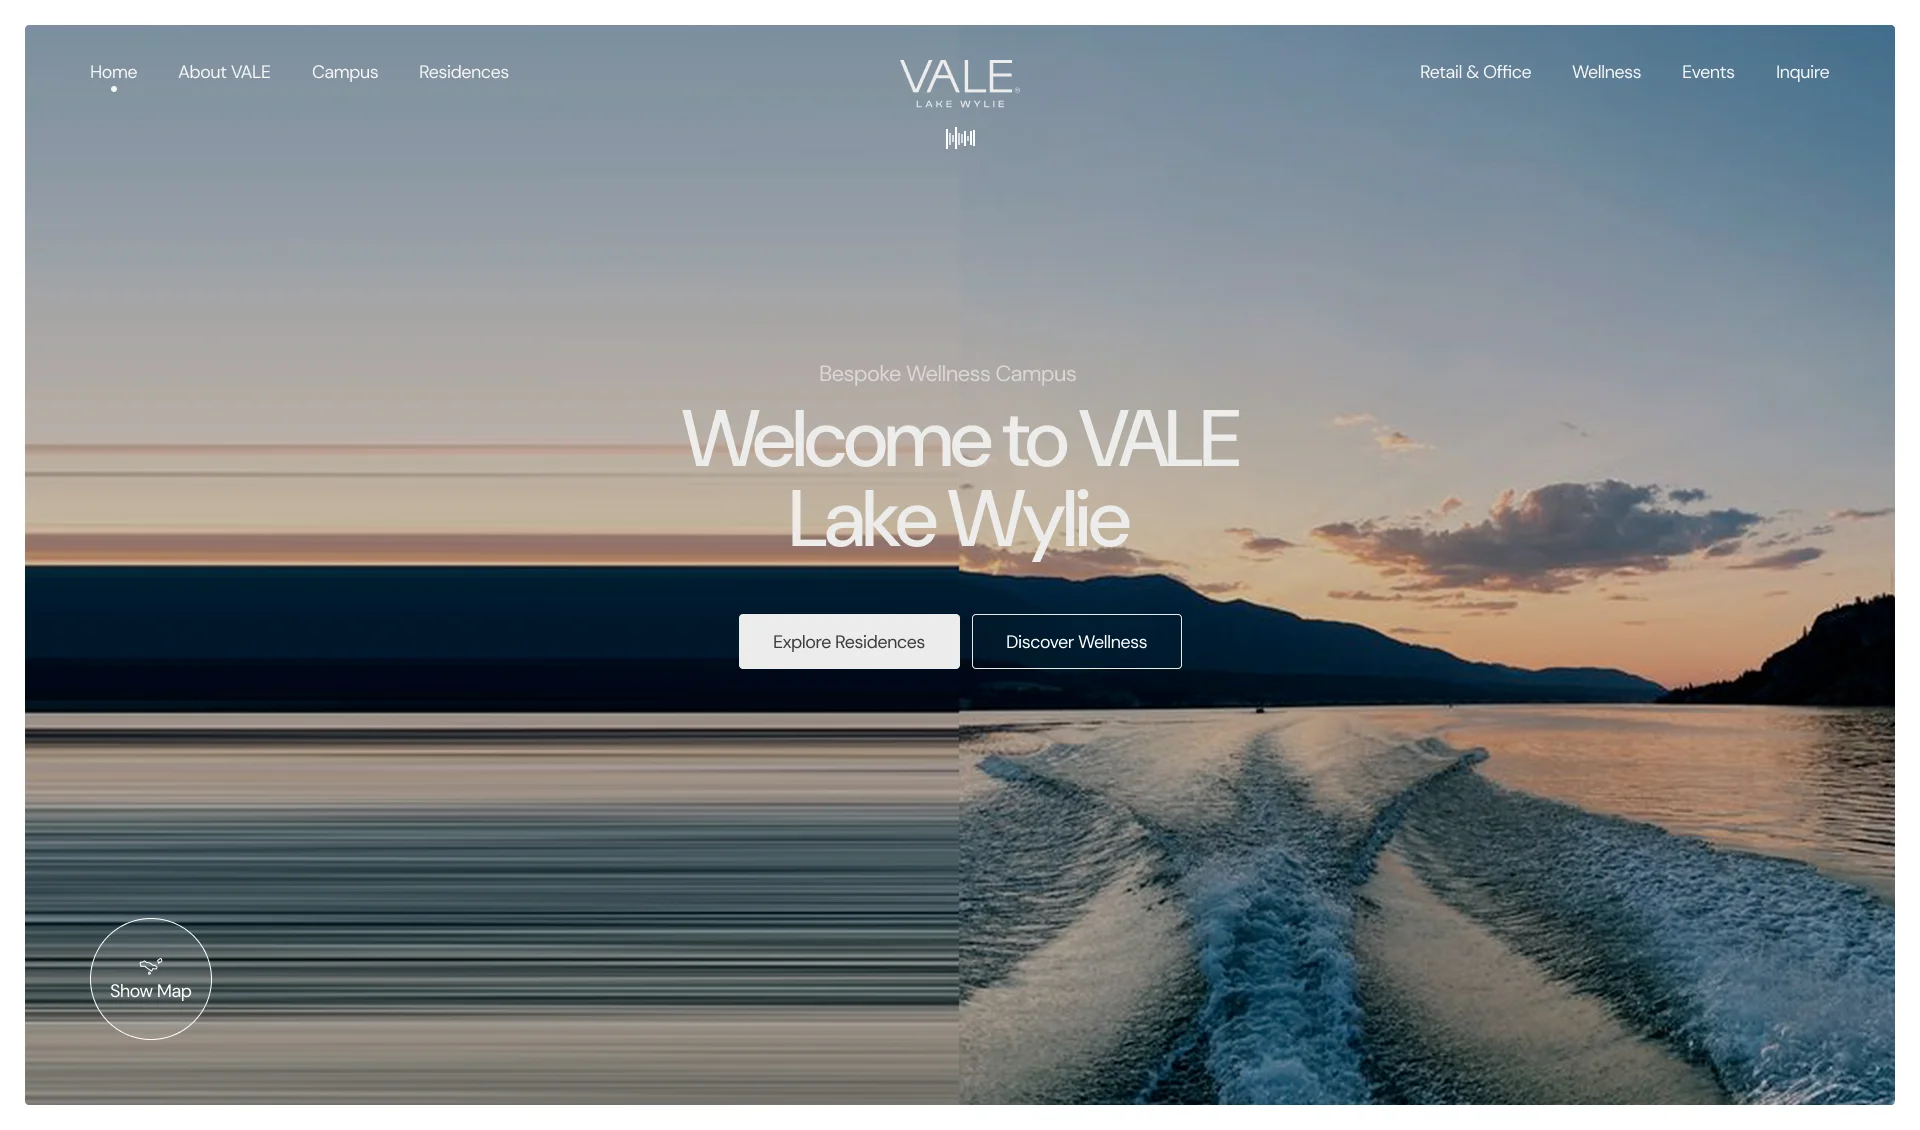 Home
About VALE
Campus
Residences
VALE®
LAKE WYLIE
Retail & Office
Wellness
Events
Inquire
Bespoke Wellness Campus
Welcome to VALE
Lake Wylie
Explore Residences
Discover Wellness
Show Map